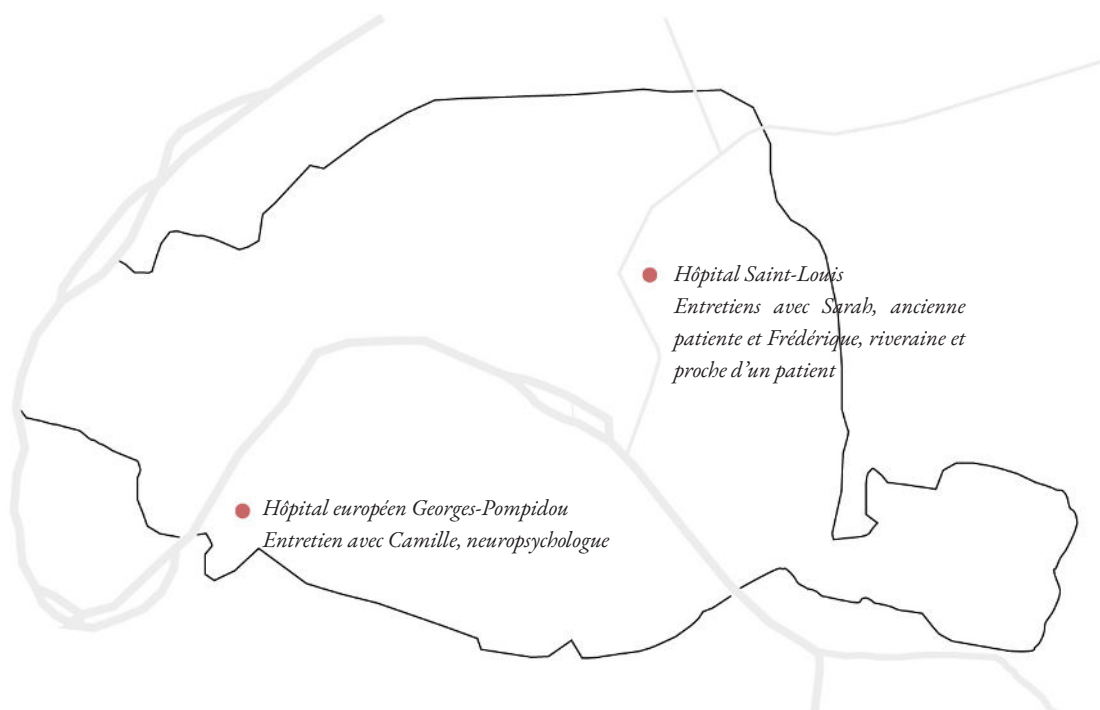 Hôpital Saint-Louis
Entretiens avec Sarah, ancienne
patiente et Frédérique, riveraine et
proche d’un patient
Hôpital européen Georges-Pompidou
Entretien avec Camille, neuropsychologue